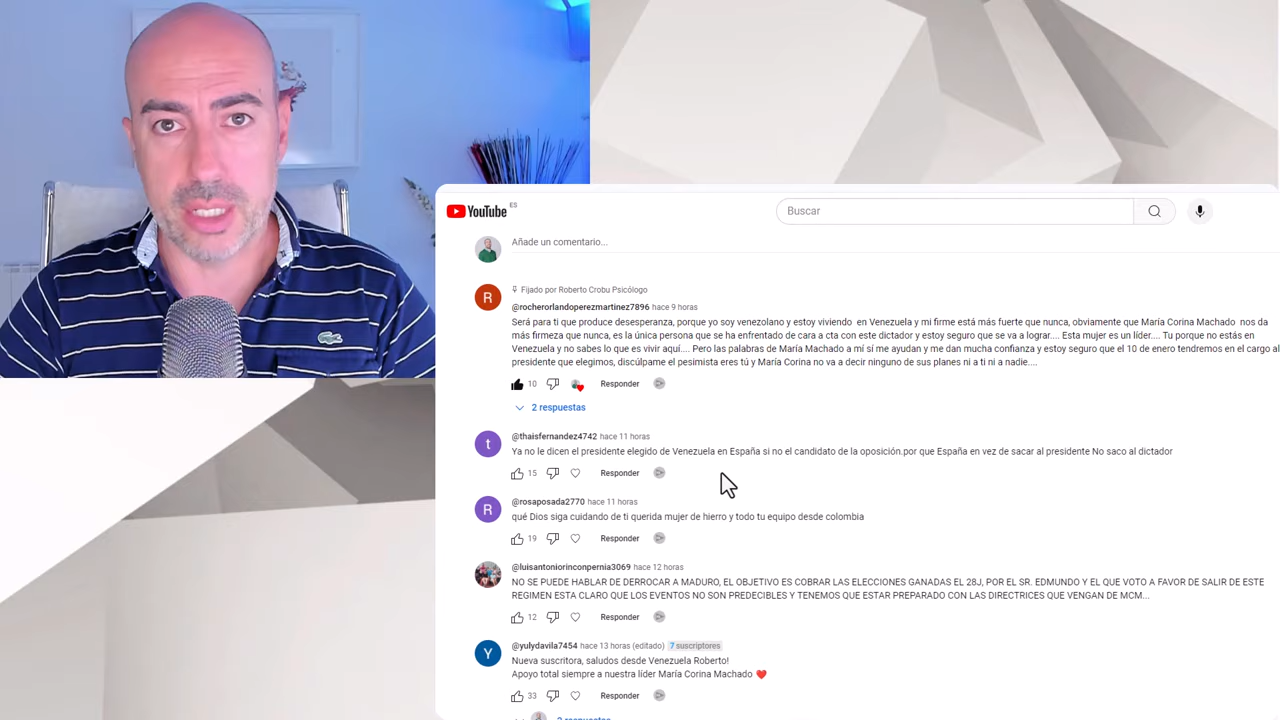 YouTube ES
Buscar
Añade un comentario...
Fijado por Roberto Crobu Psicólogo
R
@rocherorlandoperezmartinez7896 hace 9 horas
Será para ti que produce desesperanza, porque yo soy venezolano y estoy viviendo en Venezuela y mi firme está más fuerte que nunca, obviamente que María Corina Machado nos da
más firmeza que nunca, es la única persona que se ha enfrentado de cara a cta con este dictador y estoy seguro que se va a lograr.... Esta mujer es un líder.... Tu porque no estás en
Venezuela y no sabes lo que es vivir aquí.... Pero las palabras de María Machado a mí sí me ayudan y me dan mucha confianza y estoy seguro que el 10 de enero tendremos en el cargo al
presidente que elegimos, discúlpame el pesimista eres tú y María Corina no va a decir ninguno de sus planes ni a ti ni a nadie....
10 Responder
2 respuestas
t
@thaisfernandez4742 hace 11 horas
Ya no le dicen el presidente elegido de Venezuela en España si no el candidato de la oposición.por que España en vez de sacar al presidente No saco al dictador
15 Responder
R
@rosaposada2770 hace 11 horas
qué Dios siga cuidando de ti querida mujer de hierro y todo tu equipo desde colombia
19 Responder
@luisantoniorinconpernia3069 hace 12 horas
NO SE PUEDE HABLAR DE DERROCAR A MADURO, EL OBJETIVO ES COBRAR LAS ELECCIONES GANADAS EL 28J, POR EL SR. EDMUNDO Y EL QUE VOTO A FAVOR DE SALIR DE ESTE
REGIMEN ESTA CLARO QUE LOS EVENTOS NO SON PREDECIBLES Y TENEMOS QUE ESTAR PREPARADO CON LAS DIRECTRICES QUE VENGAN DE MCM...
12 Responder
Y
@yulydavila7454 hace 13 horas (editado) 7 suscriptores
Nueva suscritora, saludos desde Venezuela Roberto!
Apoyo total siempre a nuestra líder María Corina Machado ❤️
33 Responder
2 respuestas